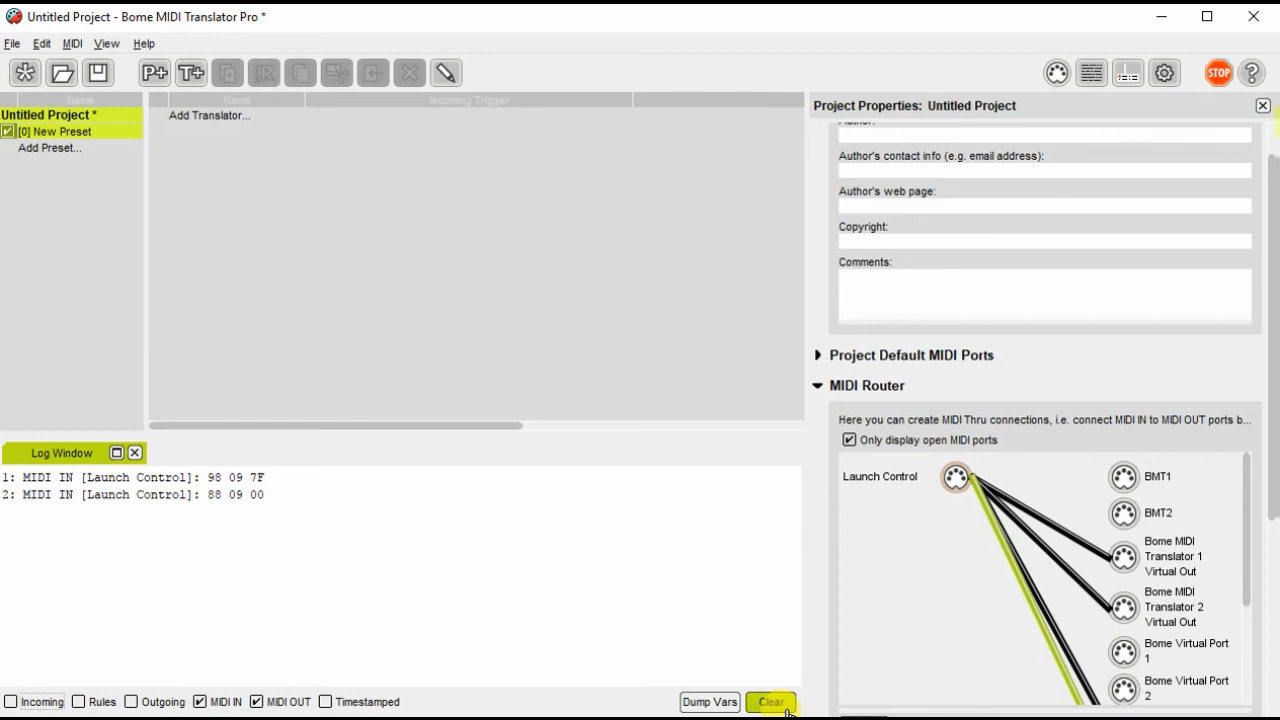 Untitled Project - Bome MIDI Translator Pro *
File Edit MIDI View Help
P+ T+ STOP ?
Name Name Incoming Trigger
Untitled Project *
[0] New Preset
Add Preset...
Add Translator...
Project Properties: Untitled Project
Author:
Author's contact info (e.g. email address):
Author's web page:
Copyright:
Comments:
Project Default MIDI Ports
MIDI Router
Here you can create MIDI Thru connections, i.e. connect MIDI IN to MIDI OUT ports b...
Only display open MIDI ports
Launch Control
BMT1
BMT2
Bome MIDI
Translator 1
Virtual Out
Bome MIDI
Translator 2
Virtual Out
Bome Virtual Port
1
Bome Virtual Port
2
Log Window
1: MIDI IN [Launch Control]: 98 09 7F
2: MIDI IN [Launch Control]: 88 09 00
Incoming Rules Outgoing MIDI IN MIDI OUT Timestamped Dump Vars Clear